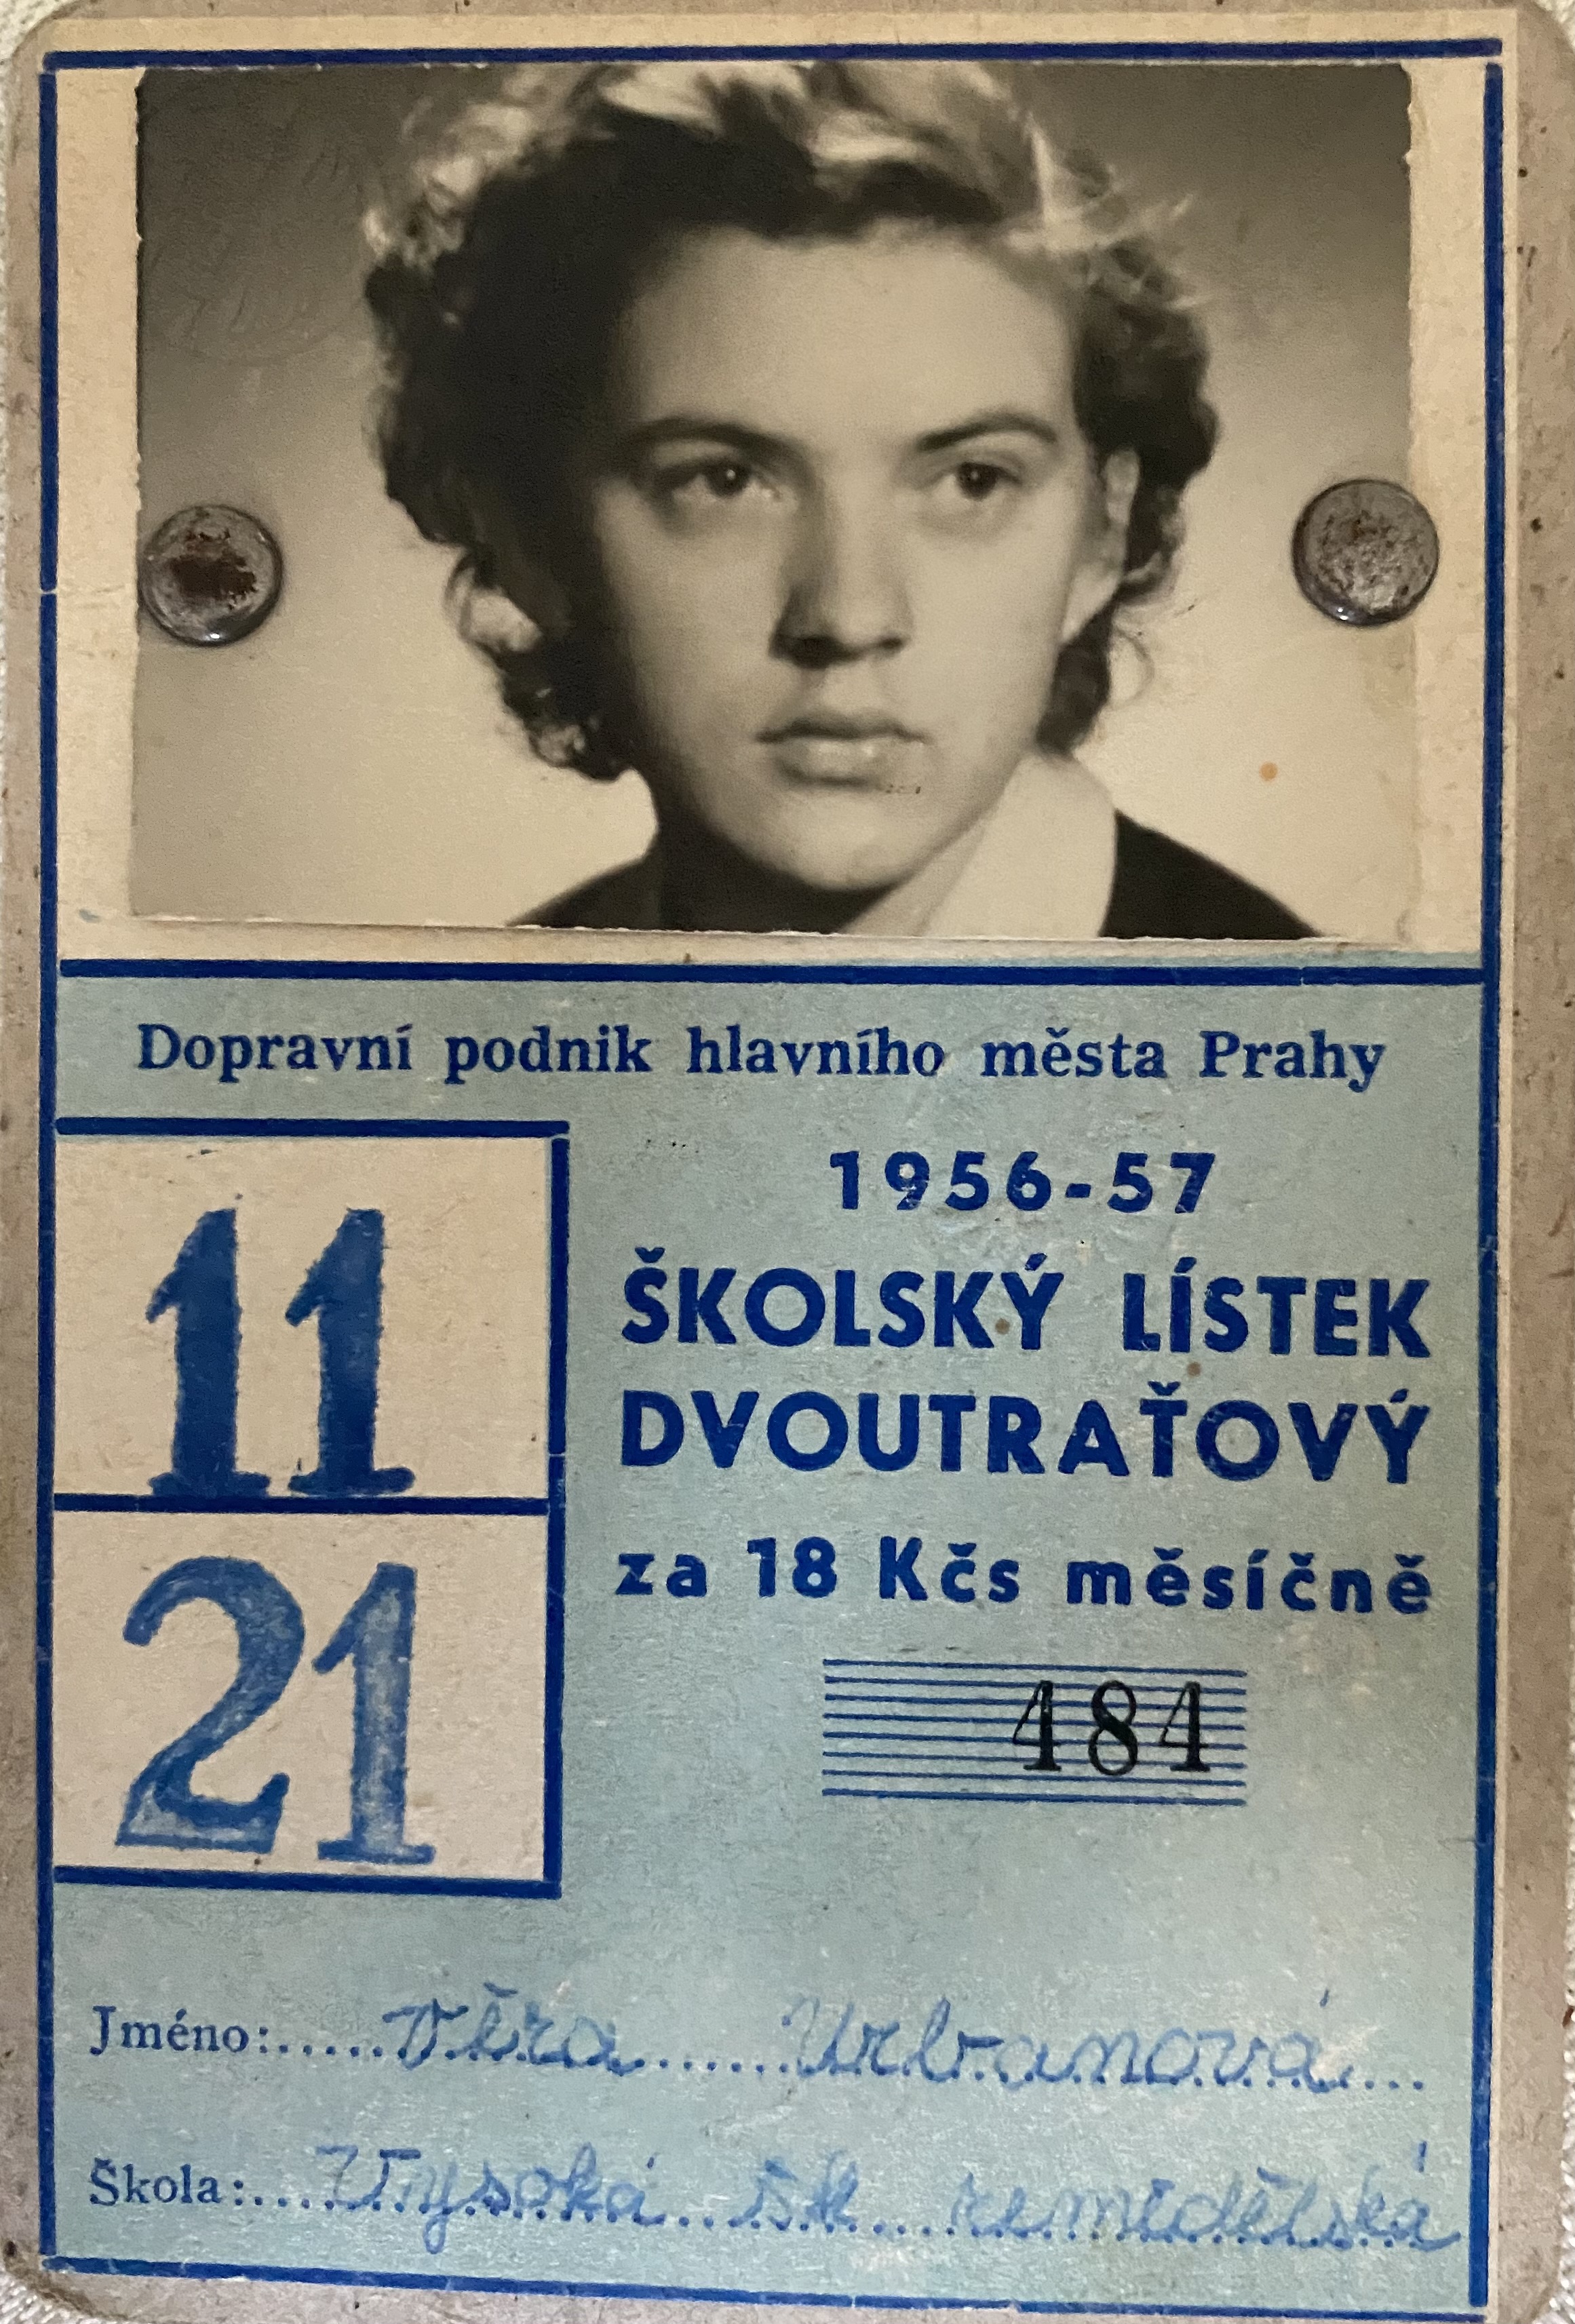 Dopravní podnik hlavního města Prahy
11
21
1956-57
ŠKOLSKÝ LÍSTEK
DVOUTRAŤOVÝ
za 18 Kčs měsíčně
484
Jméno: Věra Urbanová
Škola: Vysoká šk zemědělská